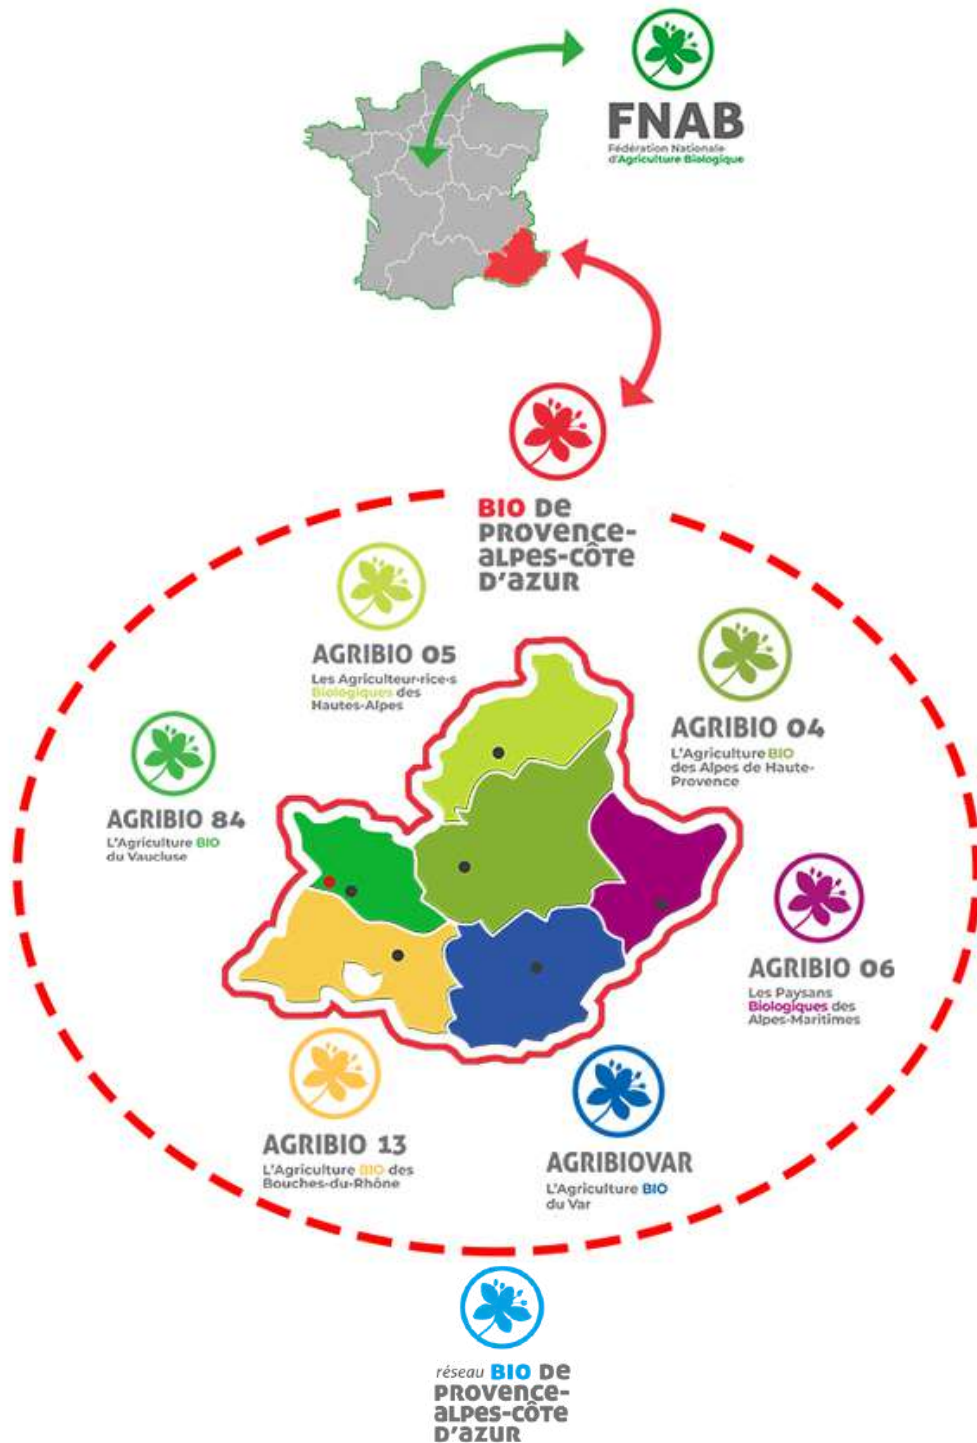 FNAB
Fédération Nationale
d'Agriculture Biologique
BIO De
PROVence-
aLPes-CÔTe
D'aZUR
AGRIBIO 05
Les Agriculteur·rice·s
Biologiques des
Hautes-Alpes
AGRIBIO 04
L'Agriculture BIO
des Alpes de Haute-
Provence
AGRIBIO 84
L'Agriculture BIO
du Vaucluse
AGRIBIO 06
Les Paysans
Biologiques des
Alpes-Maritimes
AGRIBIO 13
L'Agriculture BIO des
Bouches-du-Rhône
AGRIBIOVAR
L'Agriculture BIO
du Var
réseau BIO De
PROVence-
aLPes-CÔTe
D'aZUR